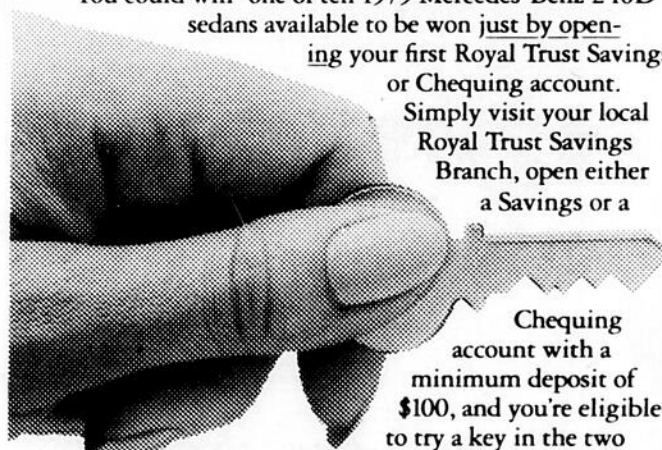 You could win one of ten 1979 Mercedes-Benz 240D
sedans available to be won just by open-
ing your first Royal Trust Savings
or Chequing account.
Simply visit your local
Royal Trust Savings
Branch, open either
a Savings or a
Chequing
account with a
minimum deposit of
$100, and you're eligible
to try a key in the two